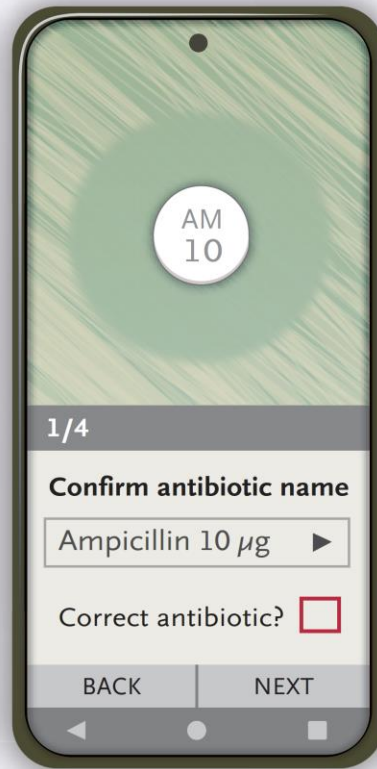 AM
10
1/4
Confirm antibiotic name
Ampicillin 10 μg
Correct antibiotic?
BACK
NEXT